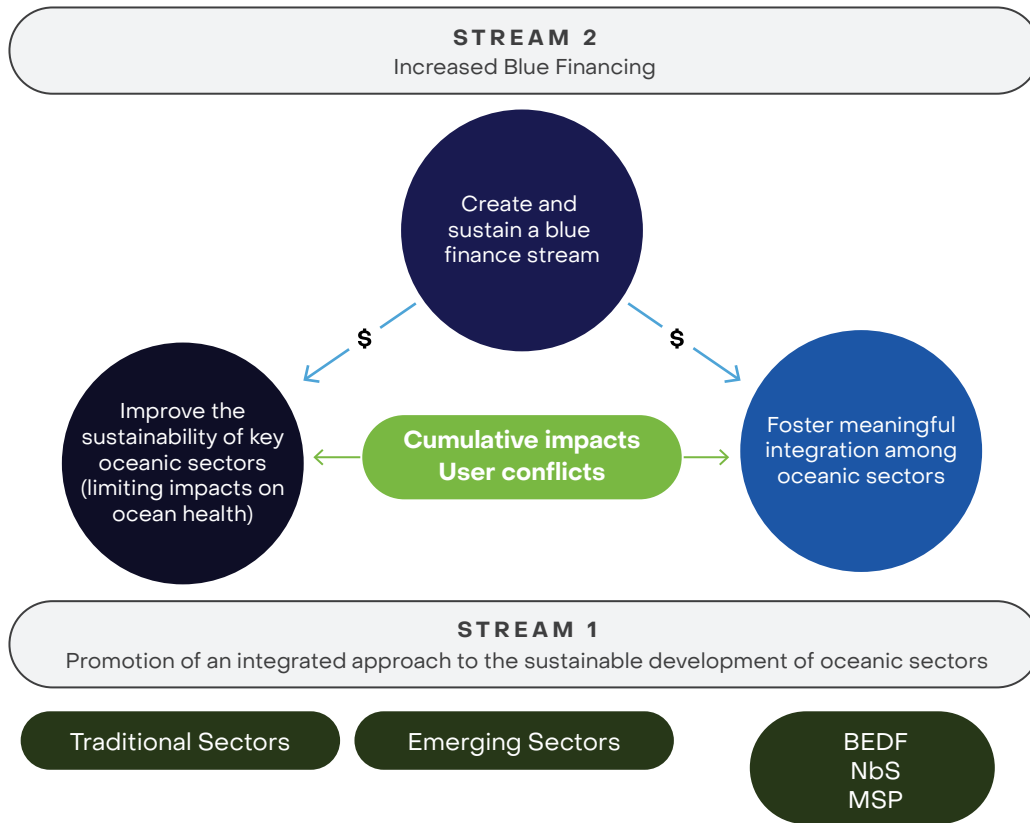 STREAM 2
Increased Blue Financing
Create and
sustain a blue
finance stream
$
$
Improve the
sustainability of key
oceanic sectors
(limiting impacts on
ocean health)
Cumulative impacts
User conflicts
Foster meaningful
integration among
oceanic sectors
STREAM 1
Promotion of an integrated approach to the sustainable development of oceanic sectors
Traditional Sectors
Emerging Sectors
BEDF
NbS
MSP